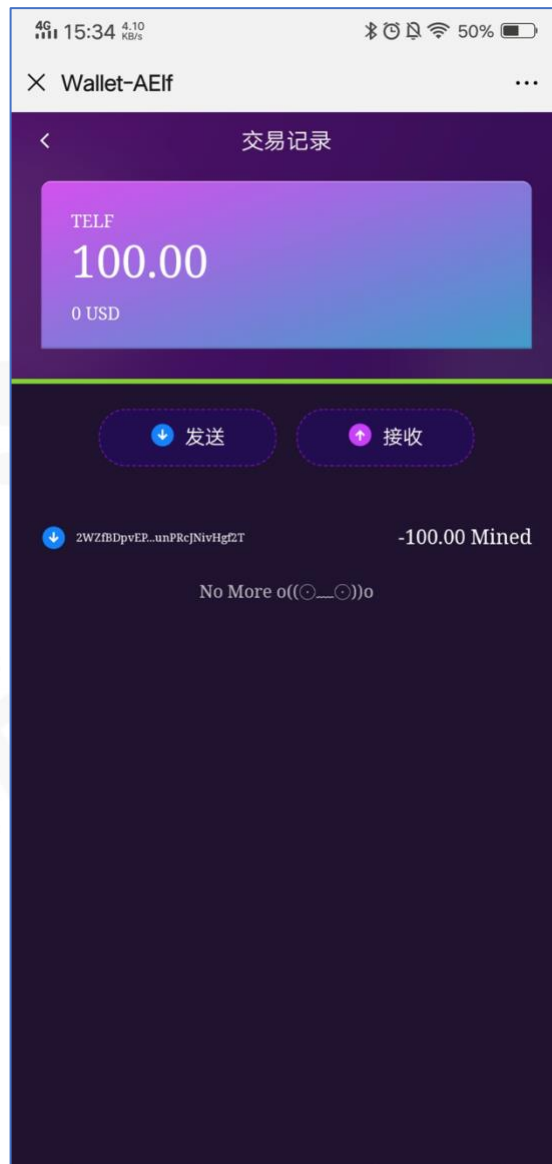 4G 15:34 4.10 KB/s 50%
Wallet-AElf
交易记录
TELF
100.00
0 USD
发送 接收
2WZfBDpvEP...unPRcJNivHgf2T -100.00 Mined
No More o((⊙﹏⊙))o